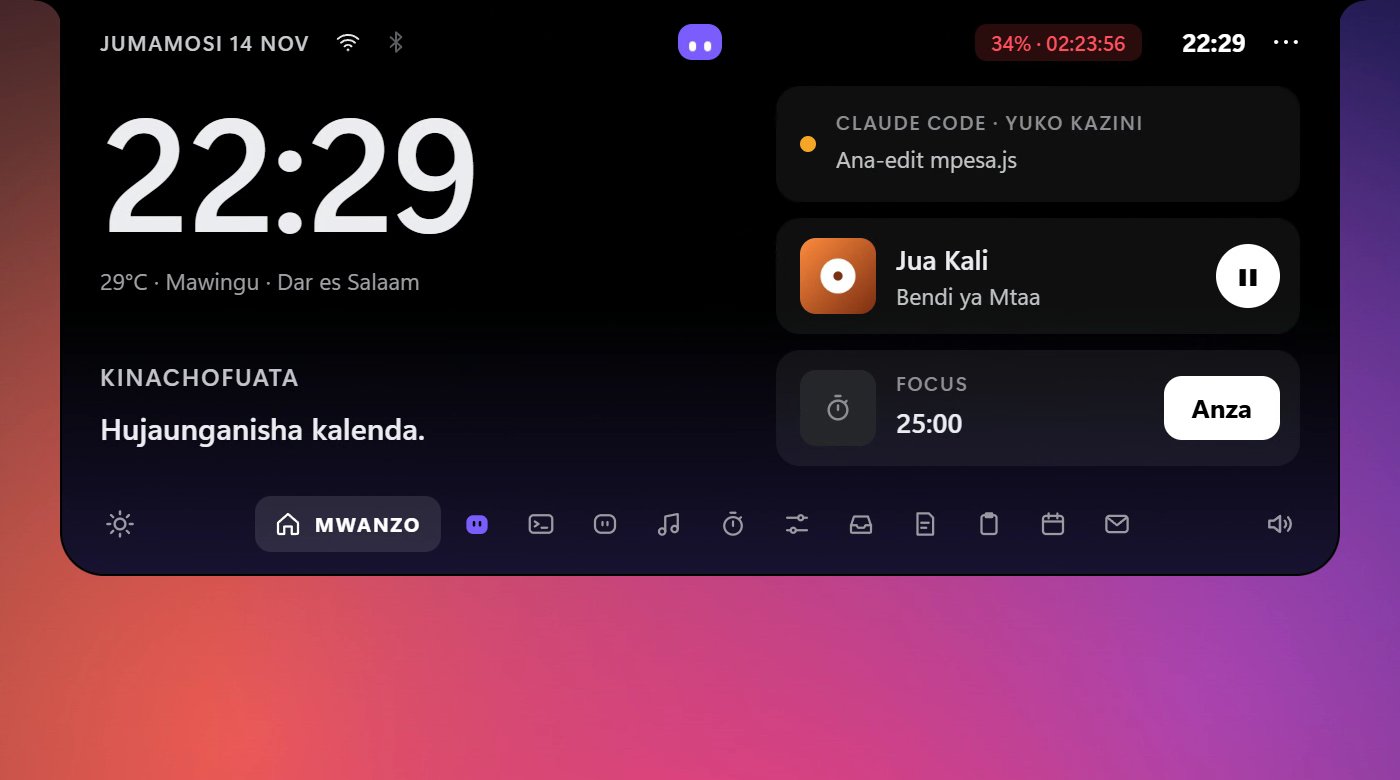 JUMAMOSI 14 NOV
34% · 02:23:56
22:29
22:29
29°C · Mawingu · Dar es Salaam
KINACHOFUATA
Hujaunganisha kalenda.
CLAUDE CODE · YUKO KAZINI
Ana-edit mpesa.js
Jua Kali
Bendi ya Mtaa
FOCUS
25:00
Anza
MWANZO